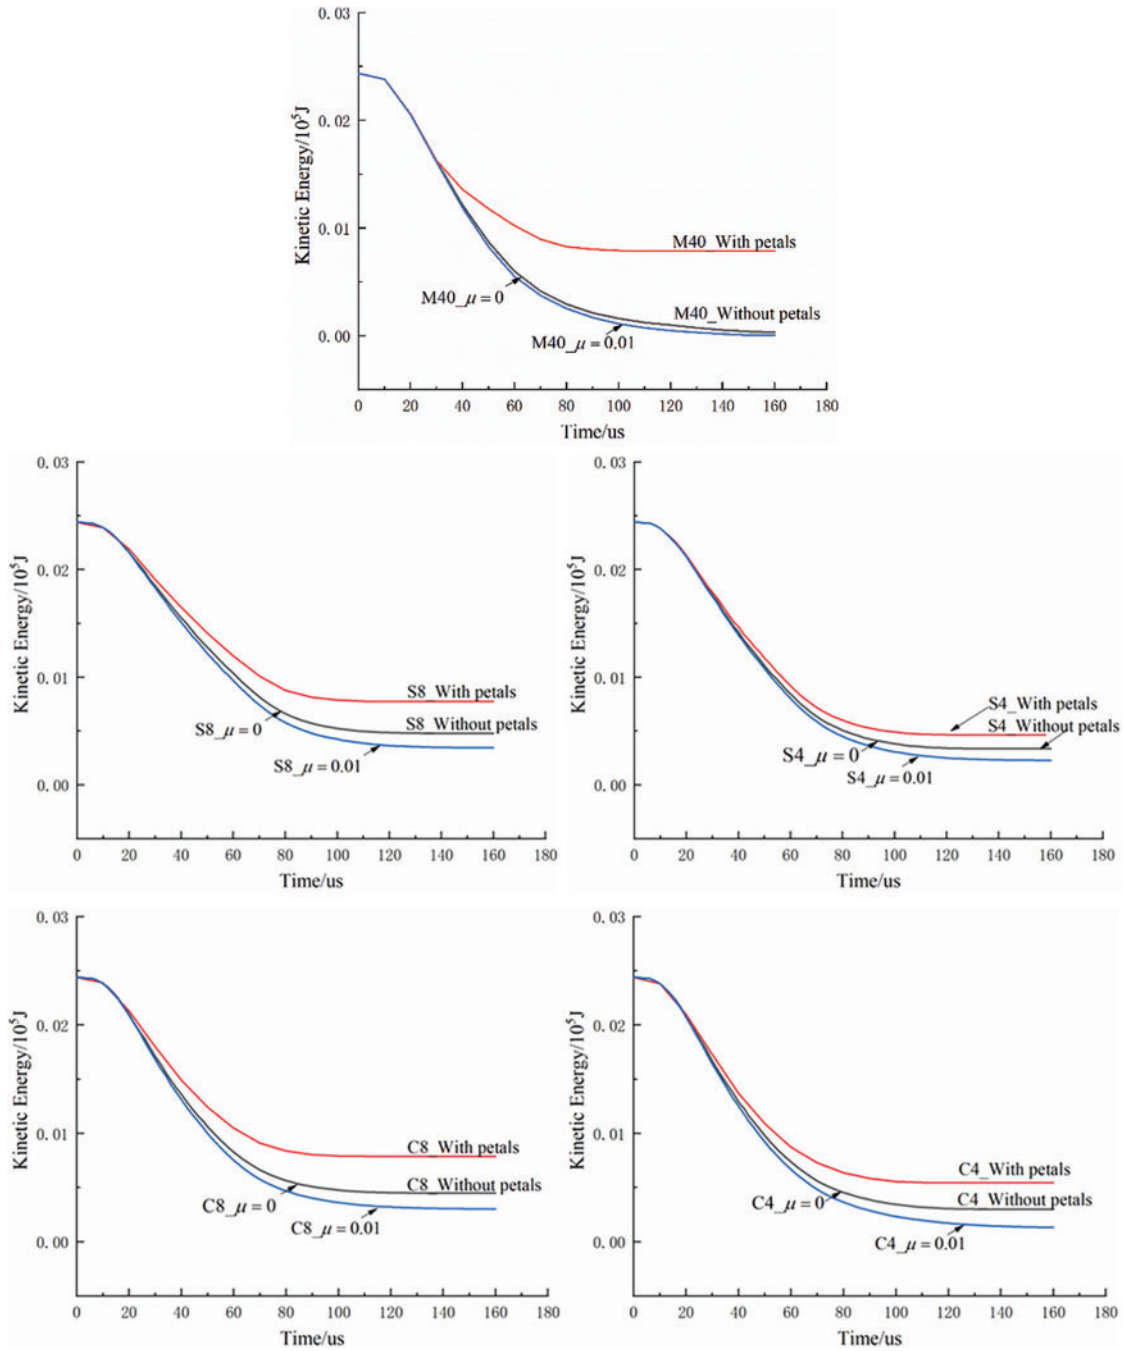 Kinetic Energy/10⁵J
0. 03
0. 02
0. 01
0. 00
M40_With petals
M40_μ = 0
M40_Without petals
M40_μ = 0.01
0 20 40 60 80 100 120 140 160 180
Time/us
Kinetic Energy/10⁵J
0. 03
0. 02
0. 01
0. 00
S8_With petals
S8_Without petals
S8_μ = 0
S8_μ = 0.01
0 20 40 60 80 100 120 140 160 180
Time/us
Kinetic Energy/10⁵J
0. 03
0. 02
0. 01
0. 00
S4_With petals
S4_Without petals
S4_μ = 0
S4_μ = 0.01
0 20 40 60 80 100 120 140 160 180
Time/us
Kinetic Energy/10⁵J
0. 03
0. 02
0. 01
0. 00
C8_With petals
C8_Without petals
C8_μ = 0
C8_μ = 0.01
0 20 40 60 80 100 120 140 160 180
Time/us
Kinetic Energy/10⁵J
0. 03
0. 02
0. 01
0. 00
C4_With petals
C4_Without petals
C4_μ = 0
C4_μ = 0.01
0 20 40 60 80 100 120 140 160 180
Time/us